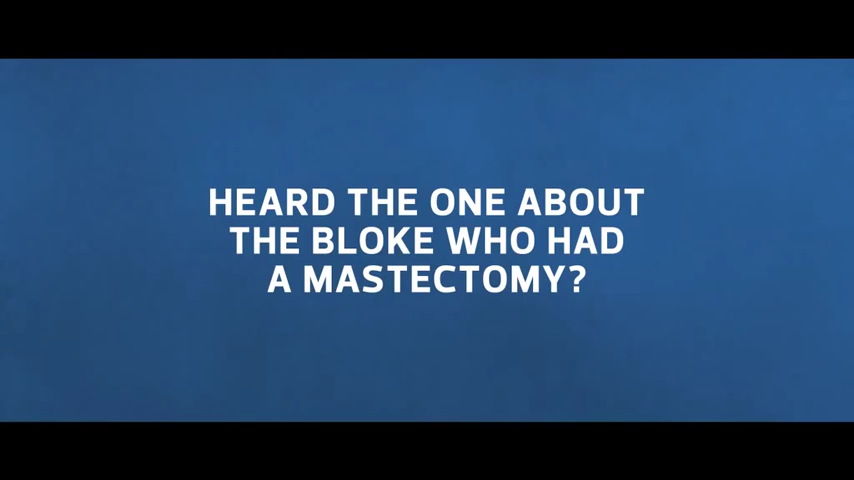 HEARD THE ONE ABOUT
THE BLOKE WHO HAD
A MASTECTOMY?